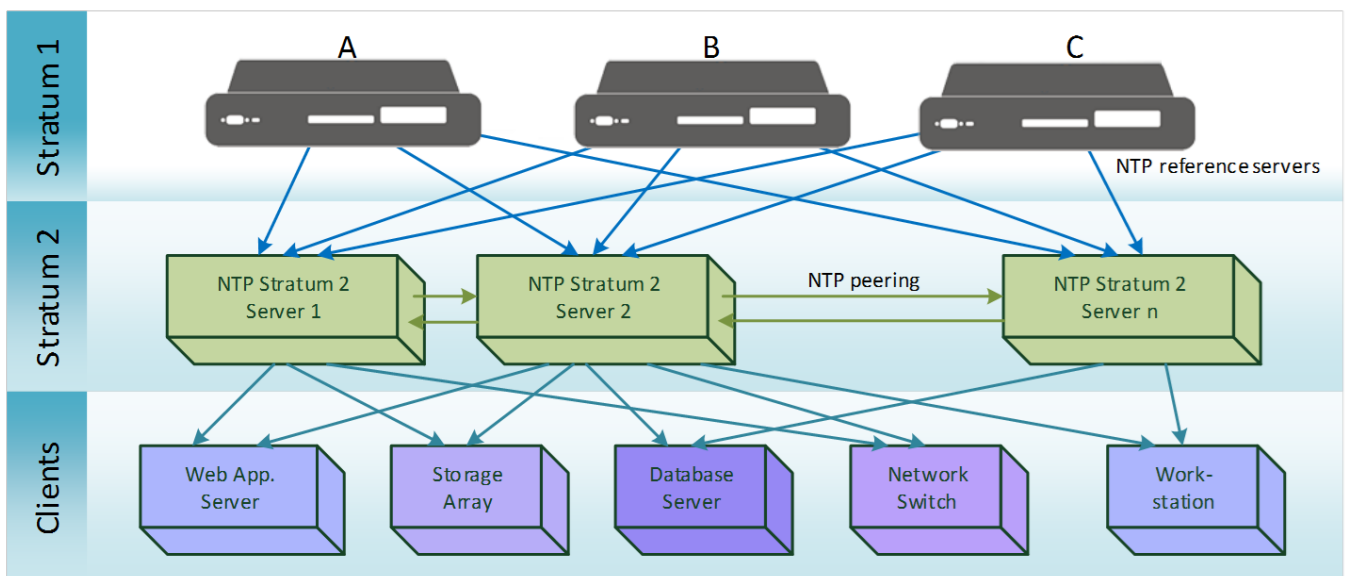 Stratum 1
A
B
C
NTP reference servers
Stratum 2
NTP Stratum 2
Server 1
NTP Stratum 2
Server 2
NTP peering
NTP Stratum 2
Server n
Clients
Web App.
Server
Storage
Array
Database
Server
Network
Switch
Work-
station